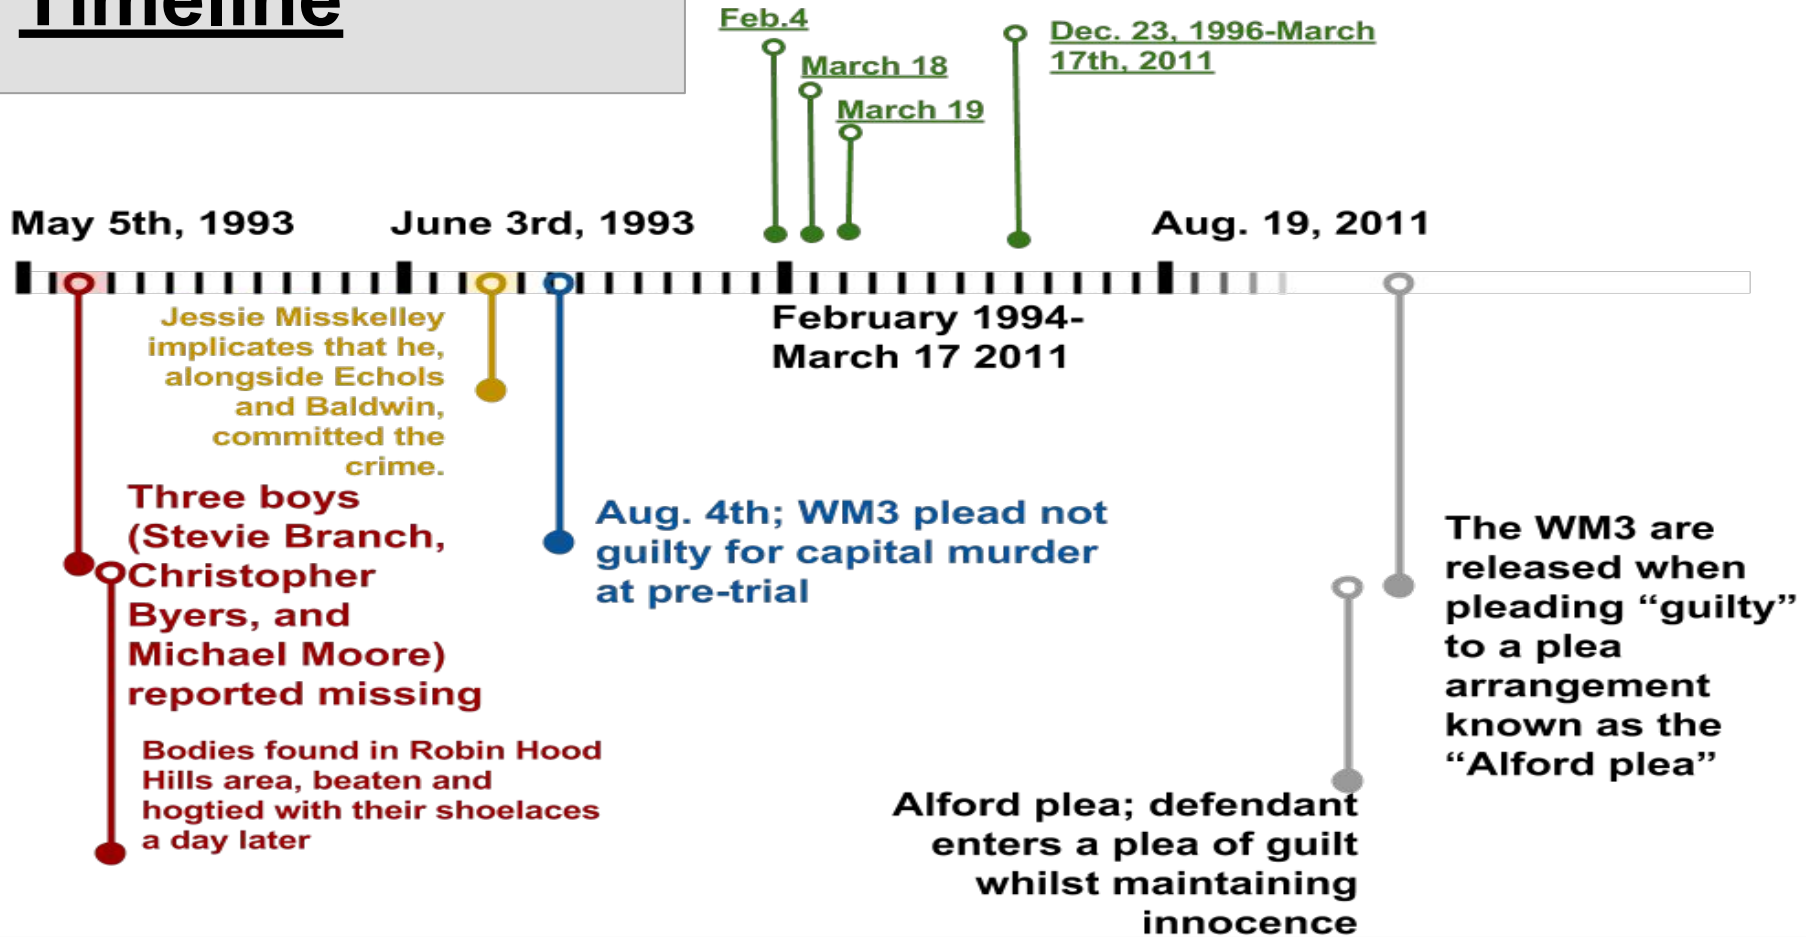 Timeline
Feb.4
March 18
March 19
Dec. 23, 1996-March
17th, 2011
May 5th, 1993
June 3rd, 1993
Aug. 19, 2011
February 1994-
March 17 2011
Jessie Misskelley
implicates that he,
alongside Echols
and Baldwin,
committed the
crime.
Three boys
(Stevie Branch,
Christopher
Byers, and
Michael Moore)
reported missing
Bodies found in Robin Hood
Hills area, beaten and
hogtied with their shoelaces
a day later
Aug. 4th; WM3 plead not
guilty for capital murder
at pre-trial
The WM3 are
released when
pleading “guilty”
to a plea
arrangement
known as the
“Alford plea”
Alford plea; defendant
enters a plea of guilt
whilst maintaining
innocence